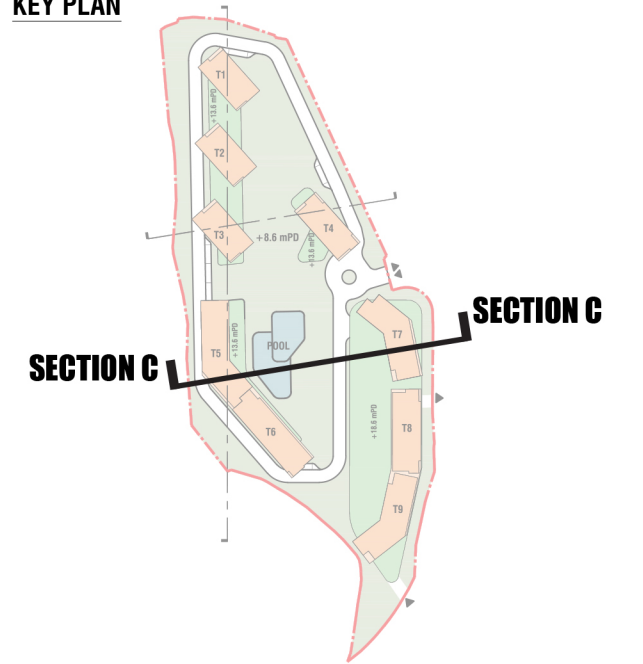 KEY PLAN
T1
+13.6 mPD
T2
T3
+8.6 mPD
T4
+13.6 mPD
SECTION C
T5
+13.6 mPD
POOL
T7
SECTION C
T6
+18.6 mPD
T8
T9